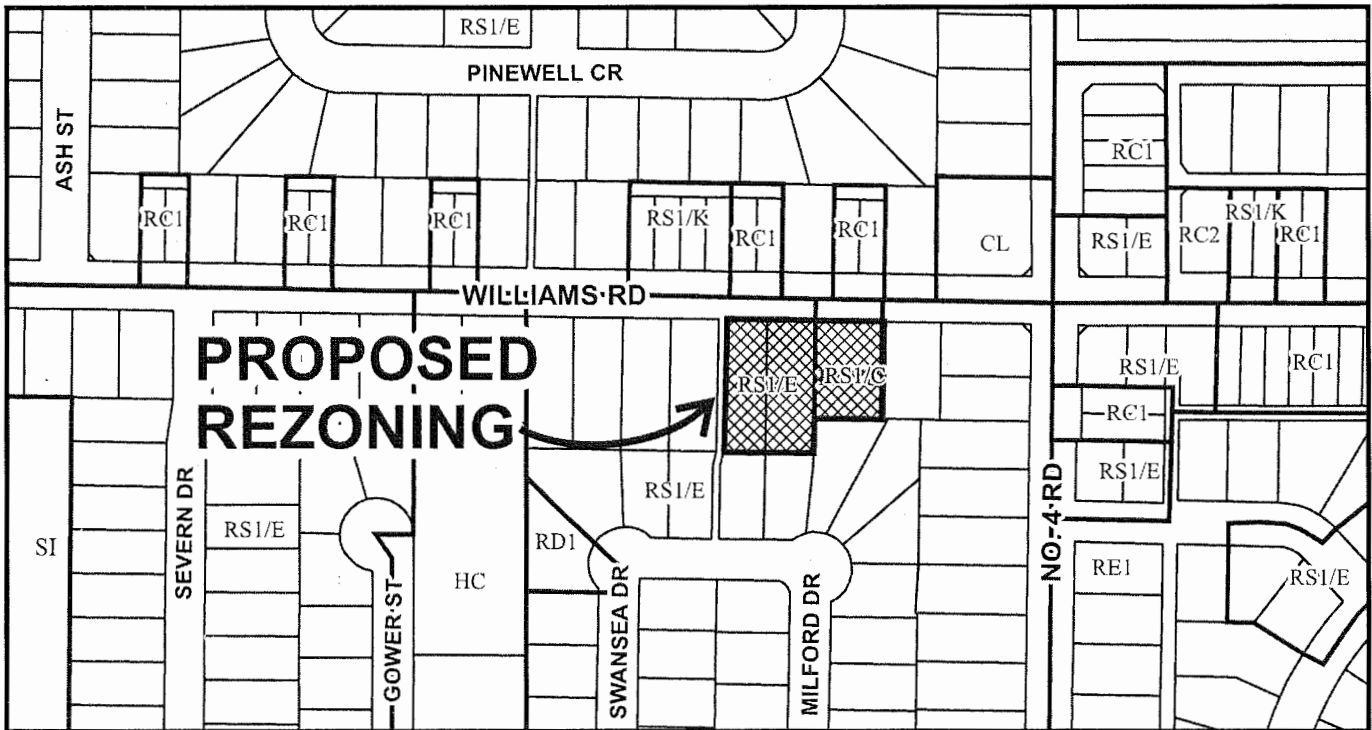 RS1/E
PINEWELL CR
ASH ST
RC1
RC1
RC1
RC1
RS1/K
RC1
RC1
CL
RS1/E
RC2
RS1/K
RC1
WILLIAMS RD
PROPOSED
REZONING
RS1/E
RS1/C
RS1/E
RC1
RC1
RS1/E
RS1/E
SEVERN DR
RS1/E
SI
GOWER ST
HC
RD1
SWANSEA DR
MILFORD DR
NO. 4 RD
RE1
RS1/E